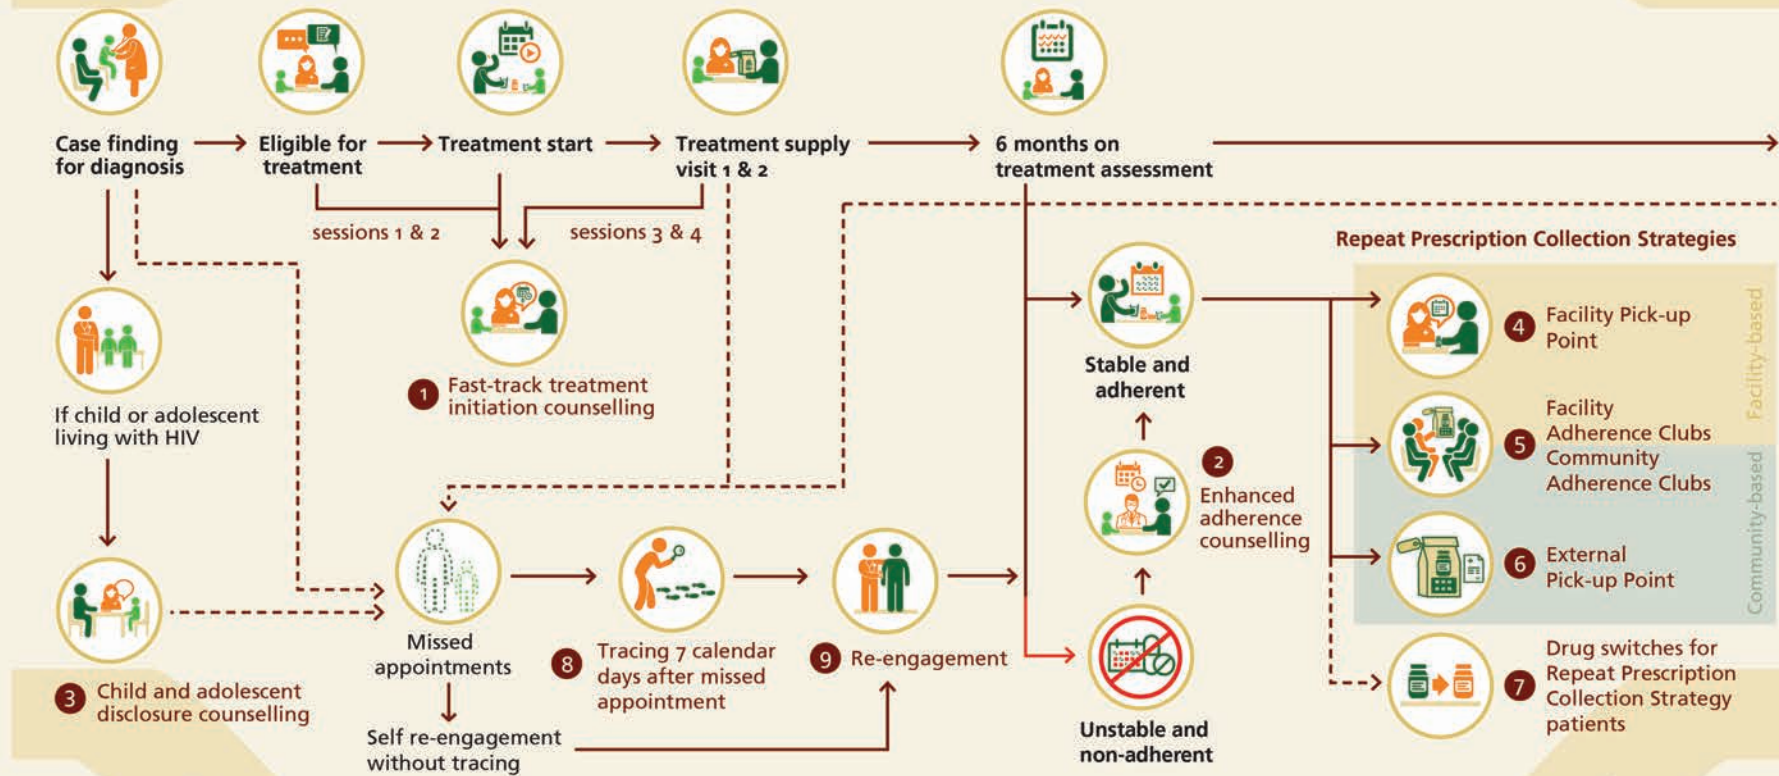 Case finding
for diagnosis
Eligible for
treatment
Treatment start
Treatment supply
visit 1 & 2
6 months on
treatment assessment
sessions 1 & 2
sessions 3 & 4
Repeat Prescription Collection Strategies
1 Fast-track treatment
initiation counselling
If child or adolescent
living with HIV
Stable and
adherent
4 Facility Pick-up
Point
Facility-based
5 Facility
Adherence Clubs
Community
Adherence Clubs
2
Enhanced
adherence
counselling
6 External
Pick-up Point
Community-based
3 Child and adolescent
disclosure counselling
Missed
appointments
8 Tracing 7 calendar
days after missed
appointment
9 Re-engagement
Self re-engagement
without tracing
Unstable and
non-adherent
7 Drug switches for
Repeat Prescription
Collection Strategy
patients